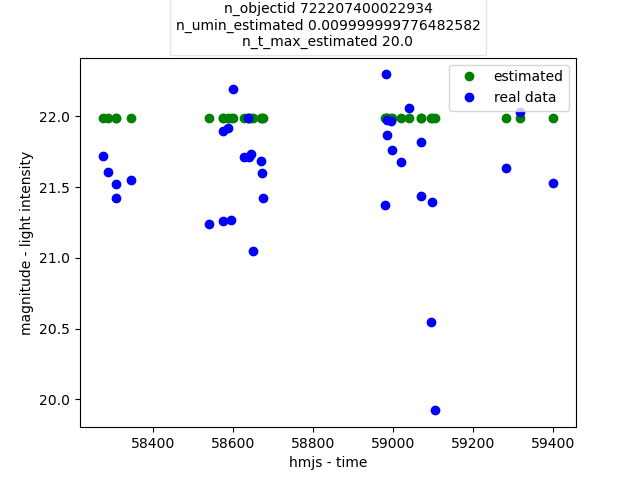 n_objectid 722207400022934
n_umin_estimated 0.009999999776482582
n_t_max_estimated 20.0
estimated
real data
magnitude - light intensity
22.0
21.5
21.0
20.5
20.0
58400 58600 58800 59000 59200 59400
hmjs - time